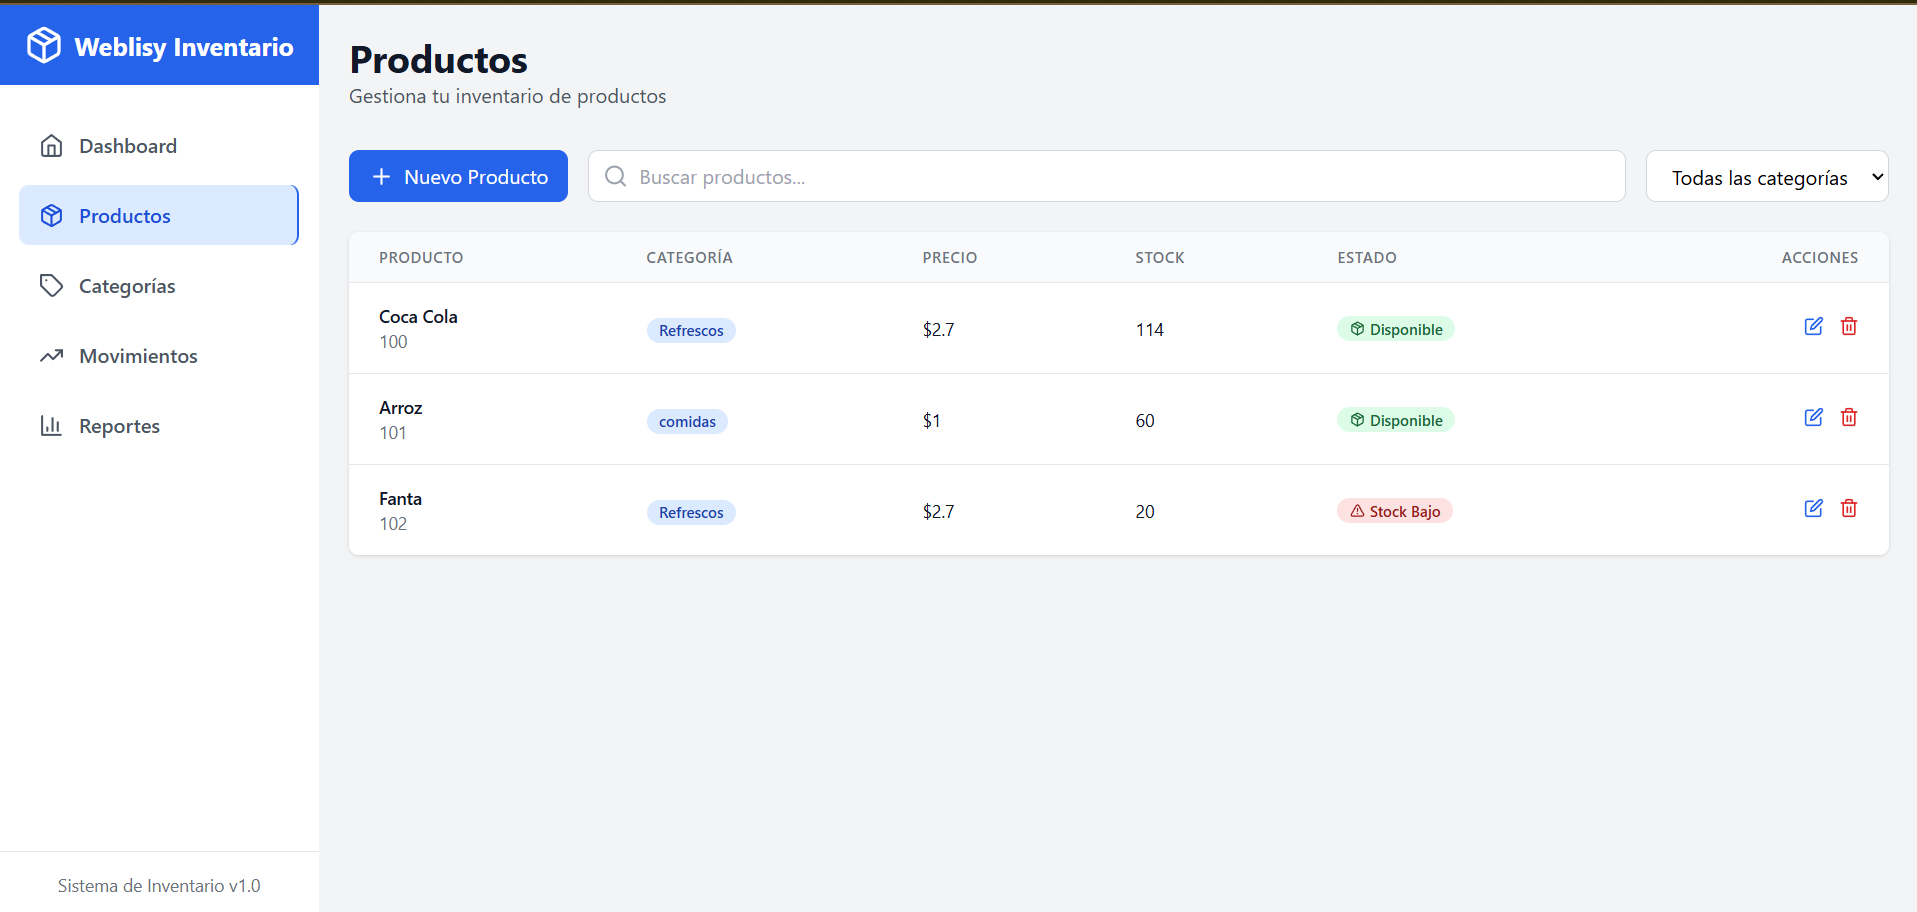 Weblisy Inventario
Dashboard
Productos
Categorías
Movimientos
Reportes
Sistema de Inventario v1.0
Productos
Gestiona tu inventario de productos
Nuevo Producto
Buscar productos...
Todas las categorías
PRODUCTO CATEGORÍA PRECIO STOCK ESTADO ACCIONES
Coca Cola
100
Refrescos $2.7 114 Disponible
Arroz
101
comidas $1 60 Disponible
Fanta
102
Refrescos $2.7 20 Stock Bajo